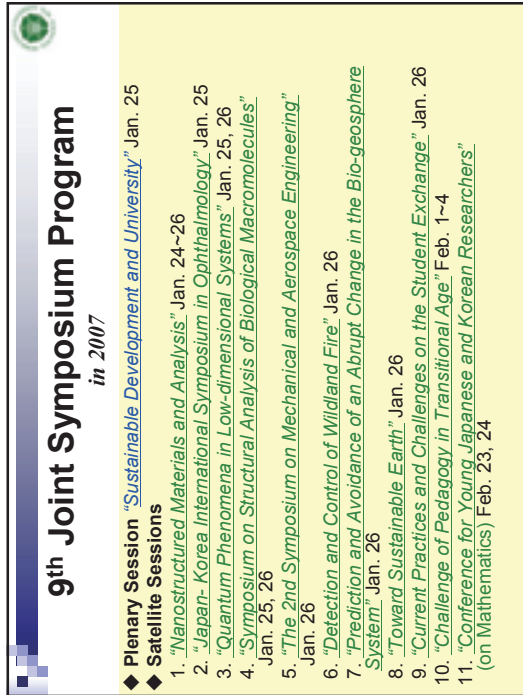 9th Joint Symposium Program
in 2007
◆ Plenary Session "Sustainable Development and University" Jan. 25
◆ Satellite Sessions
1. "Nanostructured Materials and Analysis" Jan. 24~26
2. "Japan- Korea International Symposium in Ophthalmology" Jan. 25
3. "Quantum Phenomena in Low-dimensional Systems" Jan. 25, 26
4. "Symposium on Structural Analysis of Biological Macromolecules"
Jan. 25, 26
5. "The 2nd Symposium on Mechanical and Aerospace Engineering"
Jan. 26
6. "Detection and Control of Wildland Fire" Jan. 26
7. "Prediction and Avoidance of an Abrupt Change in the Bio-geosphere
System" Jan. 26
8. "Toward Sustainable Earth" Jan. 26
9. "Current Practices and Challenges on the Student Exchange" Jan. 26
10. "Challenge of Pedagogy in Transitional Age" Feb. 1~4
11. "Conference for Young Japanese and Korean Researchers"
(on Mathematics) Feb. 23, 24